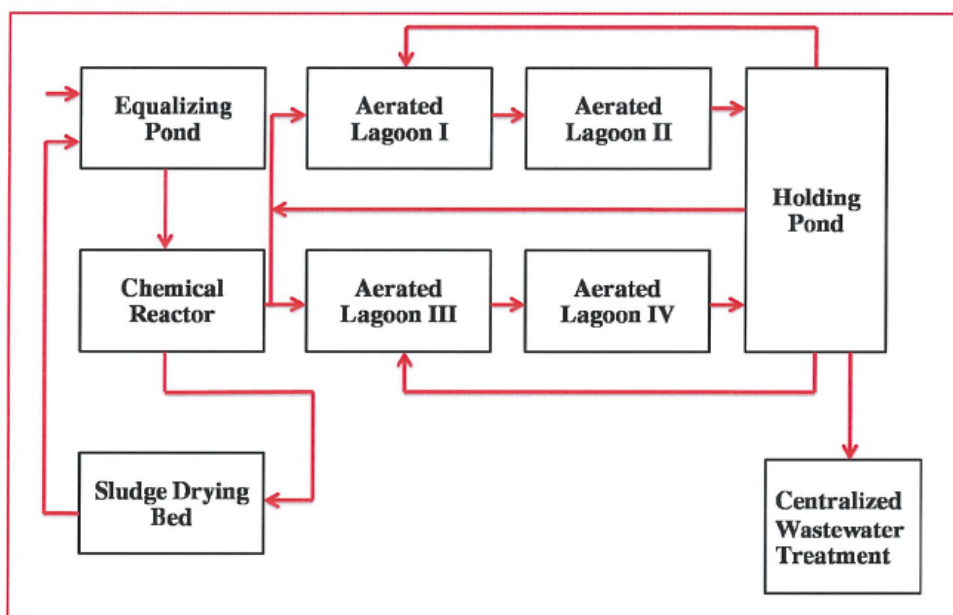 Equalizing
Pond
Aerated
Lagoon I
Aerated
Lagoon II
Holding
Pond
Chemical
Reactor
Aerated
Lagoon III
Aerated
Lagoon IV
Sludge Drying
Bed
Centralized
Wastewater
Treatment